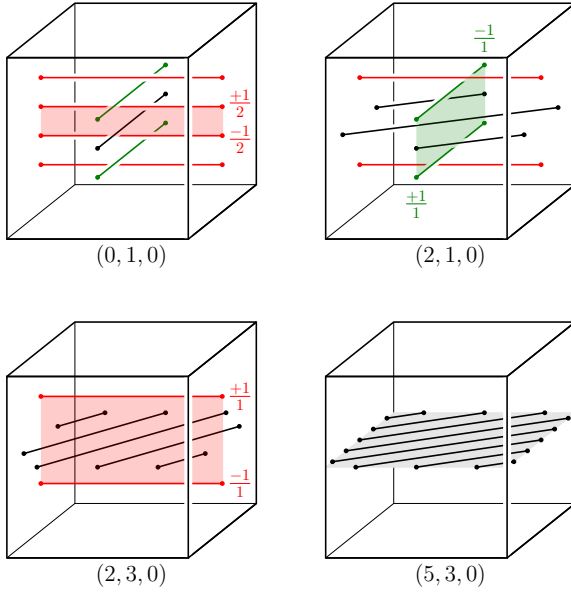 +1/2
-1/2
(0, 1, 0)
-1/1
+1/1
(2, 1, 0)
+1/1
-1/1
(2, 3, 0)
(5, 3, 0)